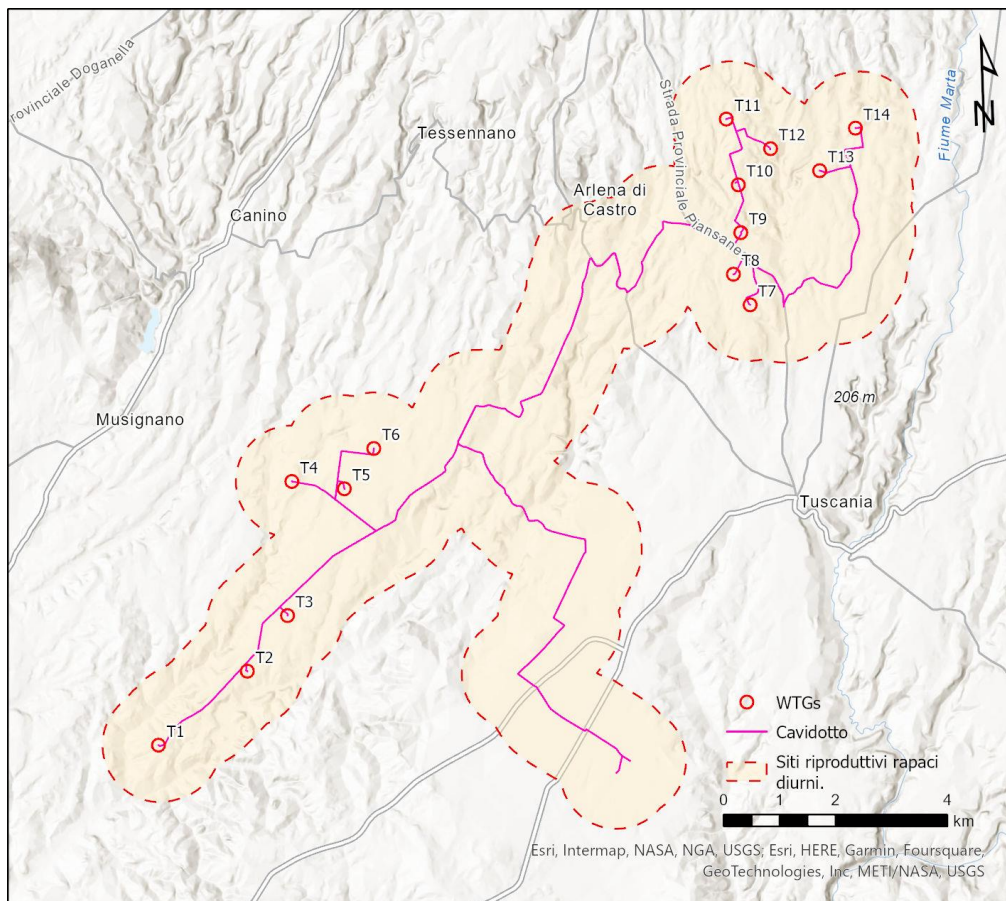 rovinciale Doganella
Tessennano
Canino
Arlena di
Castro
Strada Provinciale Piansane
Fiume Marta
N
T11
T12
T14
T13
T10
T9
T8
T7
Musignano
206 m
T6
T4
T5
Tuscania
T3
T2
T1
WTGs
Cavidotto
Siti riproduttivi rapaci
diurni.
0 1 2 4
km
Esri, Intermap, NASA, NGA, USGS; Esri, HERE, Garmin, Foursquare,
GeoTechnologies, Inc, METI/NASA, USGS